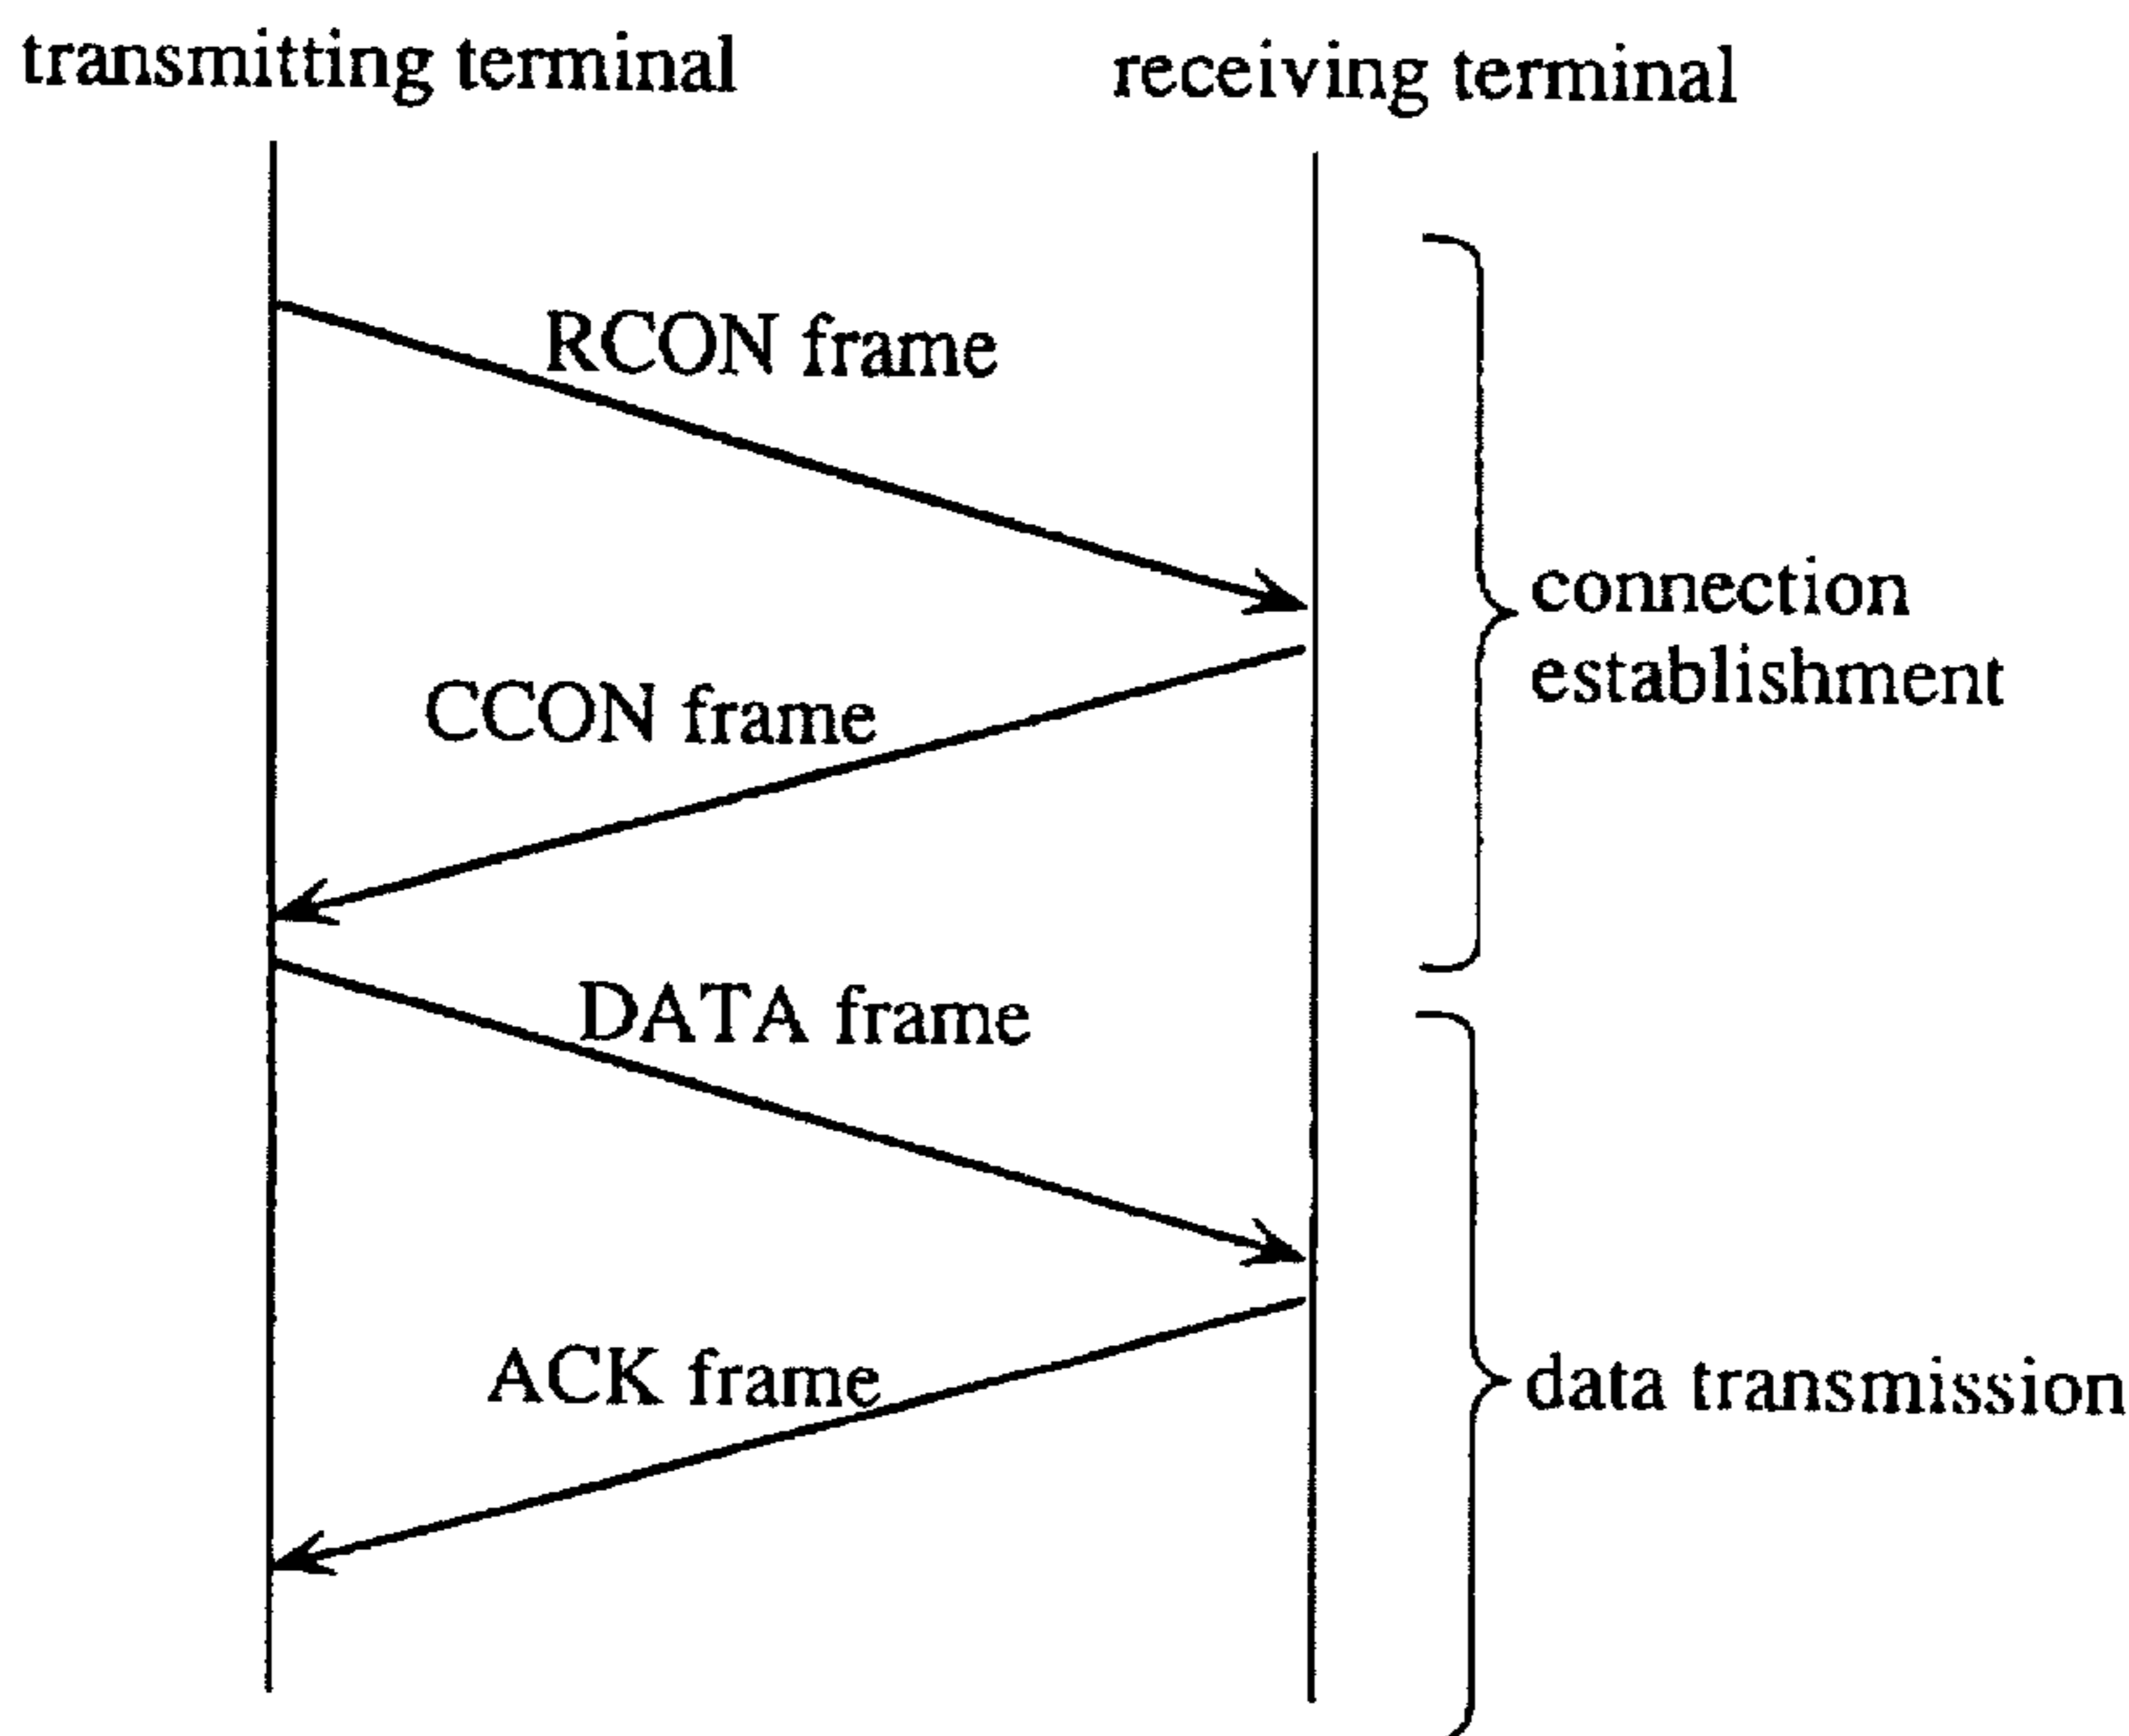 transmitting terminal
receiving terminal
RCON frame
connection
establishment
CCON frame
DATA frame
ACK frame
data transmission